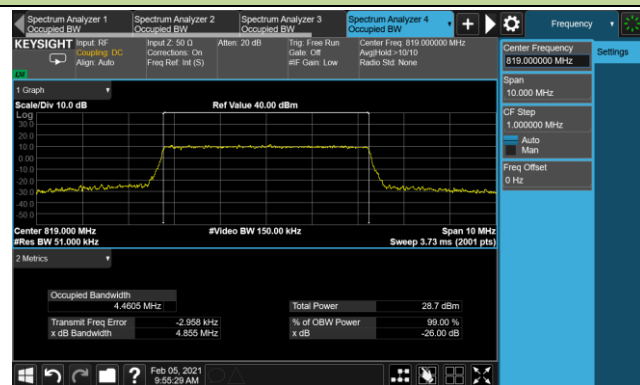 Spectrum Analyzer 1
Occupied BW
Spectrum Analyzer 2
Occupied BW
Spectrum Analyzer 3
Occupied BW
Spectrum Analyzer 4
Occupied BW
Frequency
KEYSIGHT
Input: RF
Coupling: DC
Align: Auto
Input Z: 50 Ω
Corrections: On
Freq Ref: Int (S)
Atten: 20 dB
Trig: Free Run
Gate: Off
#IF Gain: Low
Center Freq: 819.000000 MHz
Avg|Hold:>10/10
Radio Std: None
LXI
Center Frequency
819.000000 MHz
Settings
Span
10.000 MHz
CF Step
1.000000 MHz
Auto
Man
Freq Offset
0 Hz
1 Graph
Scale/Div 10.0 dB
Ref Value 40.00 dBm
Log
30.0
20.0
10.0
0.00
-10.0
-20.0
-30.0
-40.0
-50.0
Center 819.000 MHz
#Video BW 150.00 kHz
Span 10 MHz
#Res BW 51.000 kHz
Sweep 3.73 ms (2001 pts)
2 Metrics
Occupied Bandwidth
4.4605 MHz
Total Power
28.7 dBm
Transmit Freq Error
-2.958 kHz
% of OBW Power
99.00 %
x dB Bandwidth
4.855 MHz
x dB
-26.00 dB
?
Feb 05, 2021
9:55:29 AM